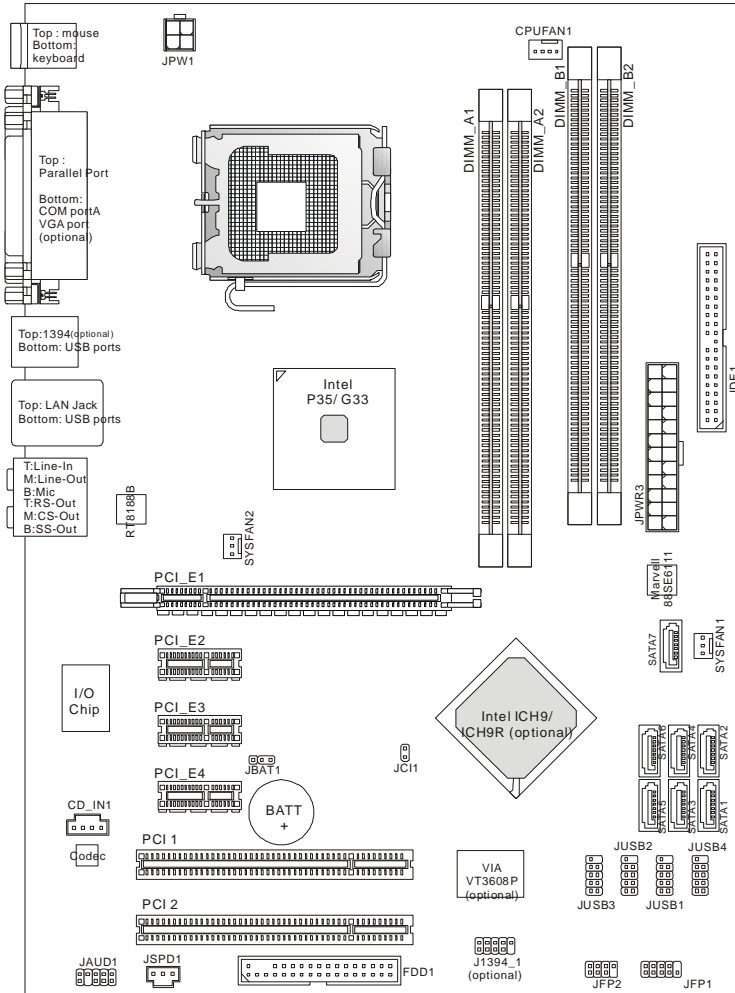 Top : mouse
Bottom:
keyboard
JPW1
CPUFAN1
DIMM_A1
DIMM_A2
DIMM_B1
DIMM_B2
Top :
Parallel Port
Bottom:
COM portA
VGA port
(optional)
Top:1394(optional)
Bottom: USB ports
Top: LAN Jack
Bottom: USB ports
Intel
P35/ G33
IDE1
JPWR3
T:Line-In
M:Line-Out
B:Mic
T:RS-Out
M:CS-Out
B:SS-Out
RT8188B
SYSFAN2
Marvell
88SE6111
PCI_E1
SATA7
SYSFAN1
PCI_E2
I/O
Chip
PCI_E3
Intel ICH9/
ICH9R (optional)
SATA6
SATA4
SATA2
JBAT1
JCI1
PCI_E4
BATT
+
SATA5
SATA3
SATA1
CD_IN1
Codec
PCI 1
VIA
VT3608P
(optional)
JUSB2
JUSB4
JUSB3
JUSB1
PCI 2
JAUD1
JSPD1
FDD1
J1394_1
(optional)
JFP2
JFP1